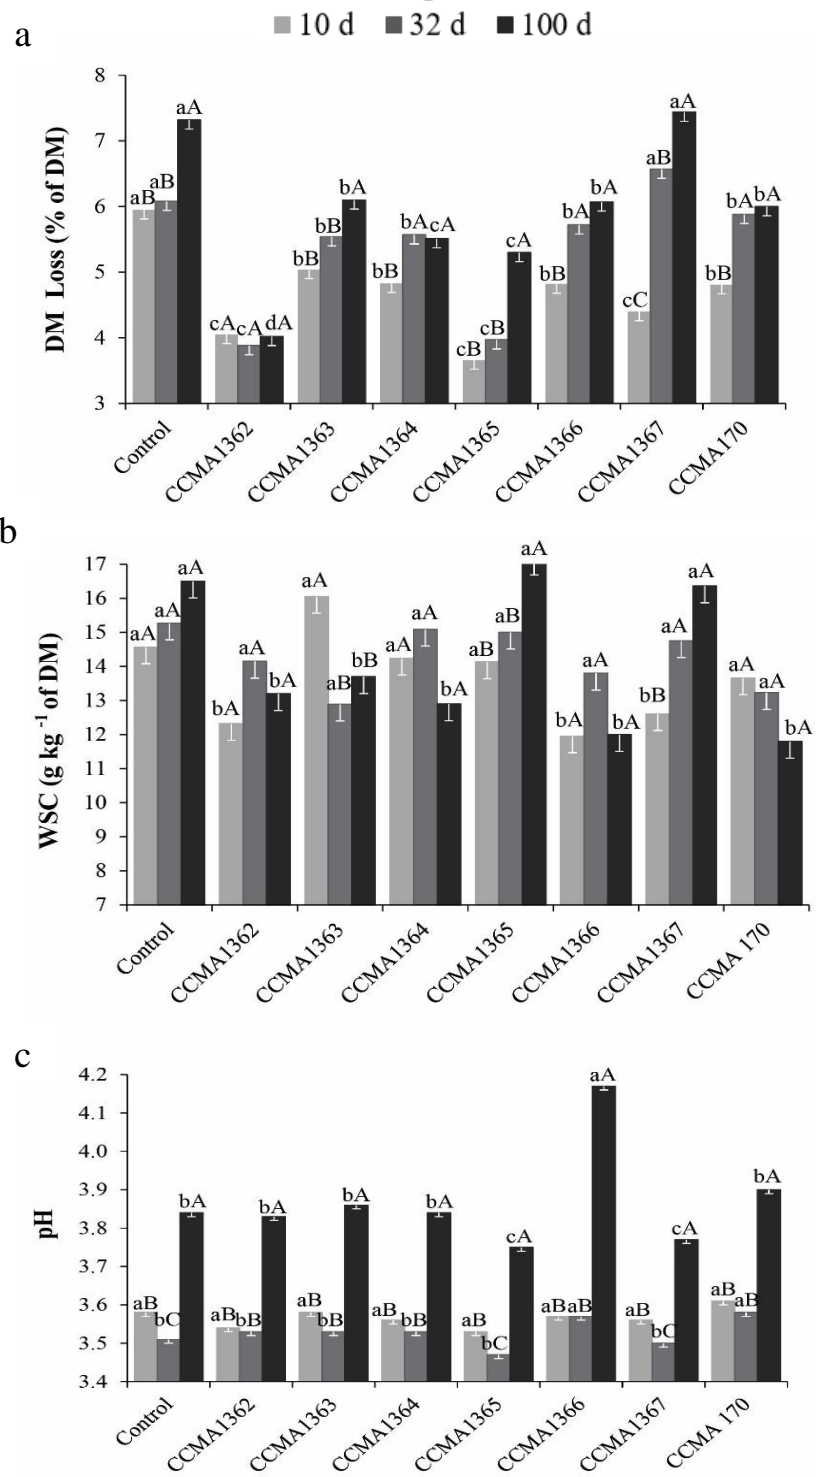 a
10 d 32 d 100 d
DM Loss (% of DM)
8
7
6
5
4
3
aB aB aA
cA cA dA
bB bB bA
bB bA cA
cB cB cA
bB bA bA
cC aB aA
bB bA bA
Control CCMA1362 CCMA1363 CCMA1364 CCMA1365 CCMA1366 CCMA1367 CCMA170
b
WSC (g kg -1 of DM)
17
16
15
14
13
12
11
10
9
8
7
aA aA aA
bA aA bA
aA aB bB
aA aA bA
aB aB aA
bA aA bA
bB aA aA
aA aA bA
Control CCMA1362 CCMA1363 CCMA1364 CCMA1365 CCMA1366 CCMA1367 CCMA 170
c
pH
4.2
4.1
4.0
3.9
3.8
3.7
3.6
3.5
3.4
aB bC bA
aB bB bA
aB bB bA
aB bB bA
aB bC cA
aB aB aA
aB bC cA
aB aB bA
Control CCMA1362 CCMA1363 CCMA1364 CCMA1365 CCMA1366 CCMA1367 CCMA 170